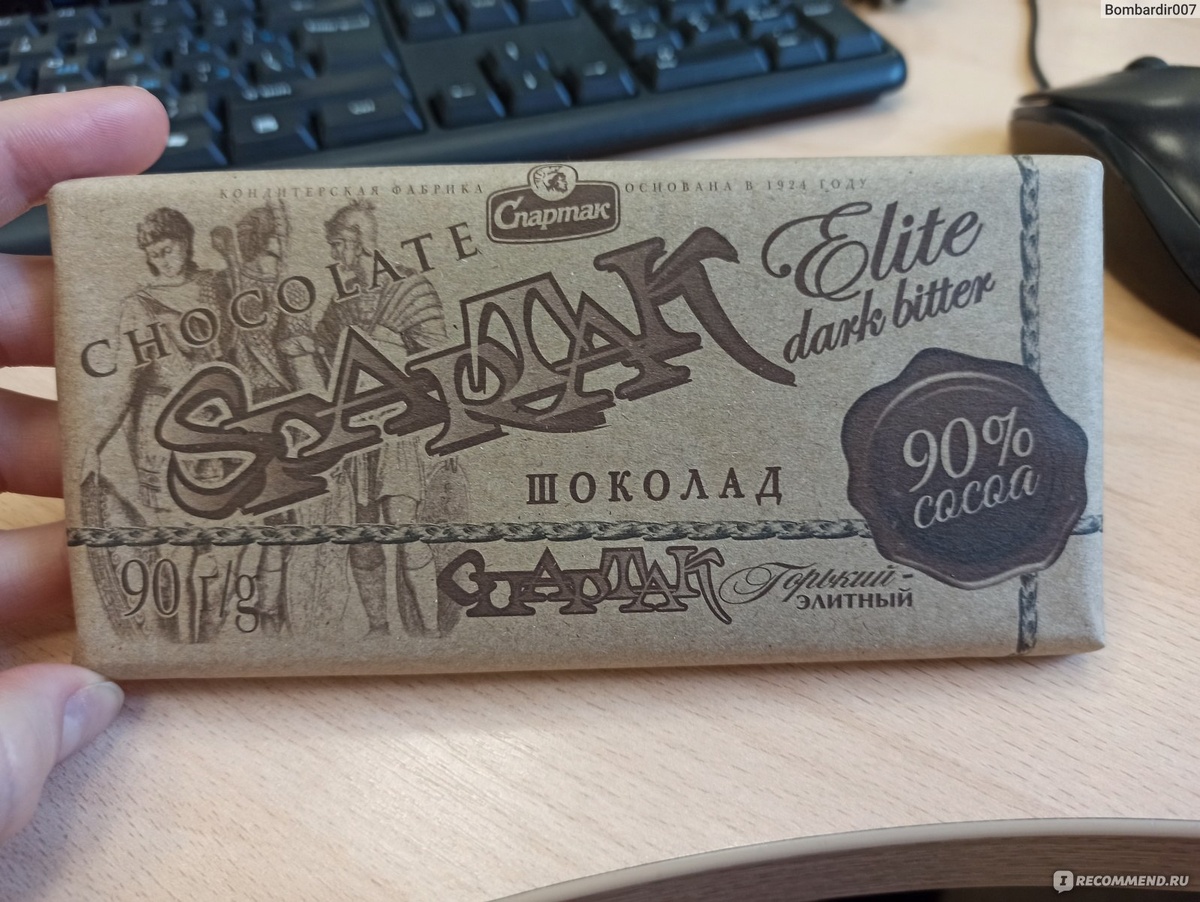 Bombardir007
КОНДИТЕРСКАЯ ФАБРИКА
Спартак
ОСНОВАНА В 1924 ГОДУ
CHOCOLATE
SPARTAK
Elite
dark bitter
90%
cocoa
ШОКОЛАД
90 г/g
СПАРТАК
Горький-
ЭЛИТНЫЙ
IRECOMMEND.RU